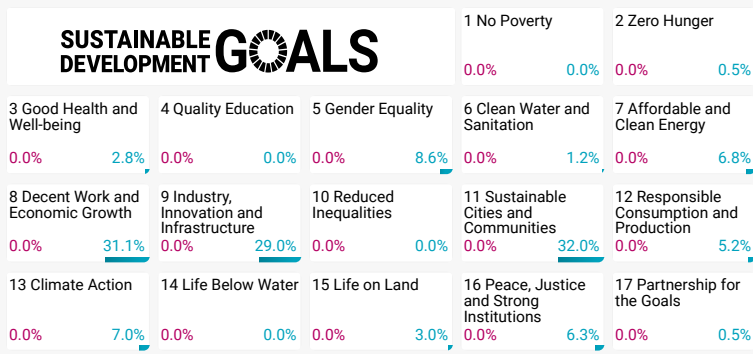 SUSTAINABLE
DEVELOPMENT
GOALS
1 No Poverty
0.0% 0.0%
2 Zero Hunger
0.0% 0.5%
3 Good Health and
Well-being
0.0% 2.8%
4 Quality Education
0.0% 0.0%
5 Gender Equality
0.0% 8.6%
6 Clean Water and
Sanitation
0.0% 1.2%
7 Affordable and
Clean Energy
0.0% 6.8%
8 Decent Work and
Economic Growth
0.0% 31.1%
9 Industry,
Innovation and
Infrastructure
0.0% 29.0%
10 Reduced
Inequalities
0.0% 0.0%
11 Sustainable
Cities and
Communities
0.0% 32.0%
12 Responsible
Consumption and
Production
0.0% 5.2%
13 Climate Action
0.0% 7.0%
14 Life Below Water
0.0% 0.0%
15 Life on Land
0.0% 3.0%
16 Peace, Justice
and Strong
Institutions
0.0% 6.3%
17 Partnership for
the Goals
0.0% 0.5%